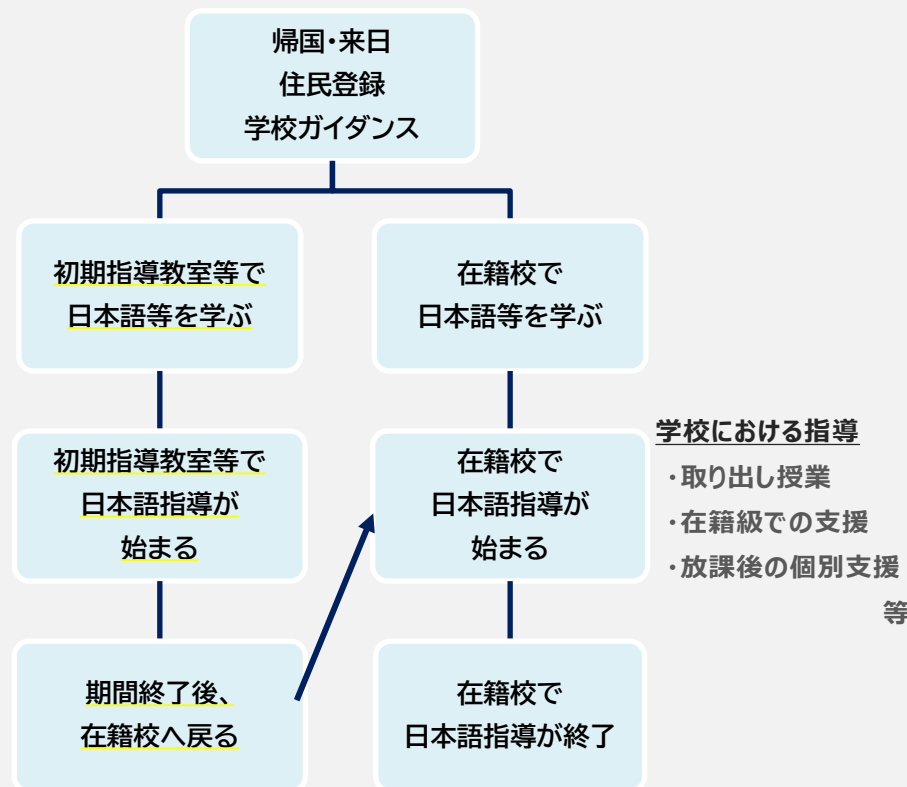 帰国・来日
住民登録
学校ガイダンス
初期指導教室等で
日本語等を学ぶ
在籍校で
日本語等を学ぶ
初期指導教室等で
日本語指導が
始まる
在籍校で
日本語指導が
始まる
学校における指導
・取り出し授業
・在籍級での支援
・放課後の個別支援
等
期間終了後、
在籍校へ戻る
在籍校で
日本語指導が終了